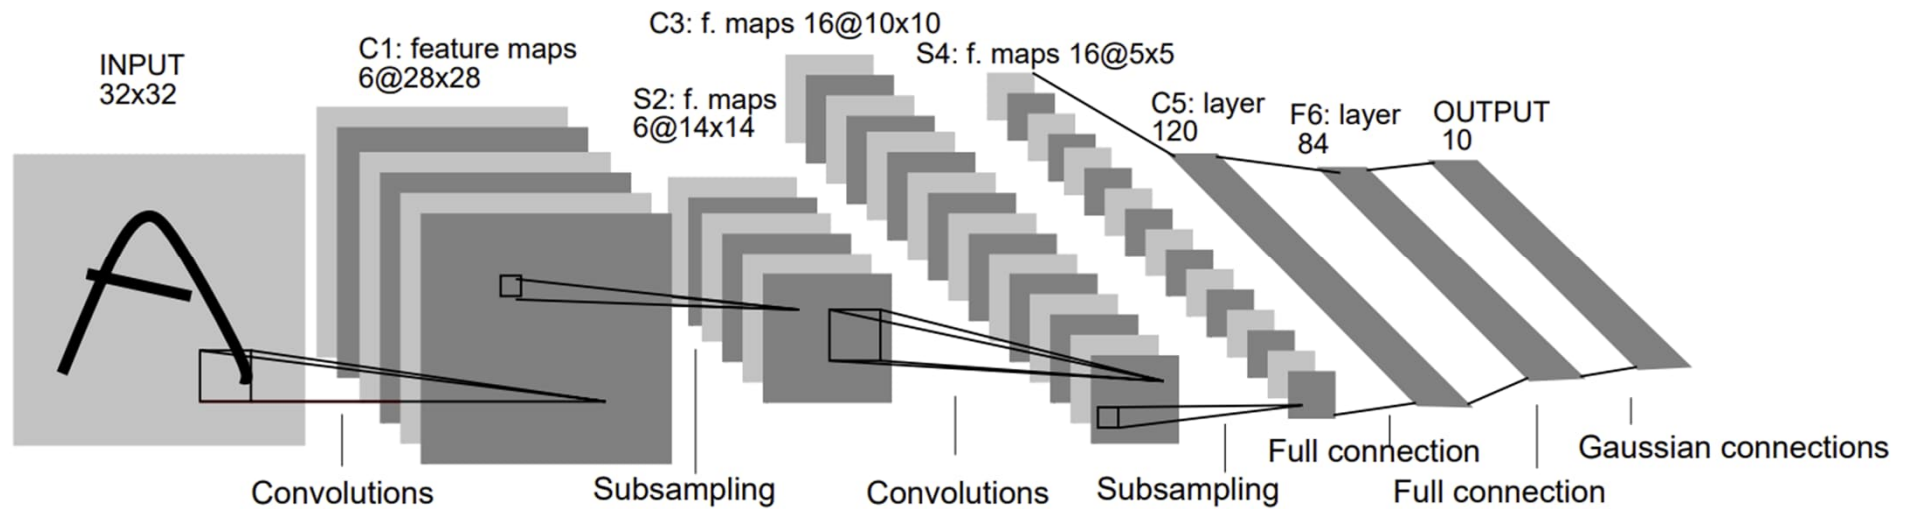 INPUT
32x32
C1: feature maps
6@28x28
S2: f. maps
6@14x14
C3: f. maps 16@10x10
S4: f. maps 16@5x5
C5: layer
120
F6: layer
84
OUTPUT
10
Convolutions
Subsampling
Convolutions
Subsampling
Full connection
Full connection
Gaussian connections